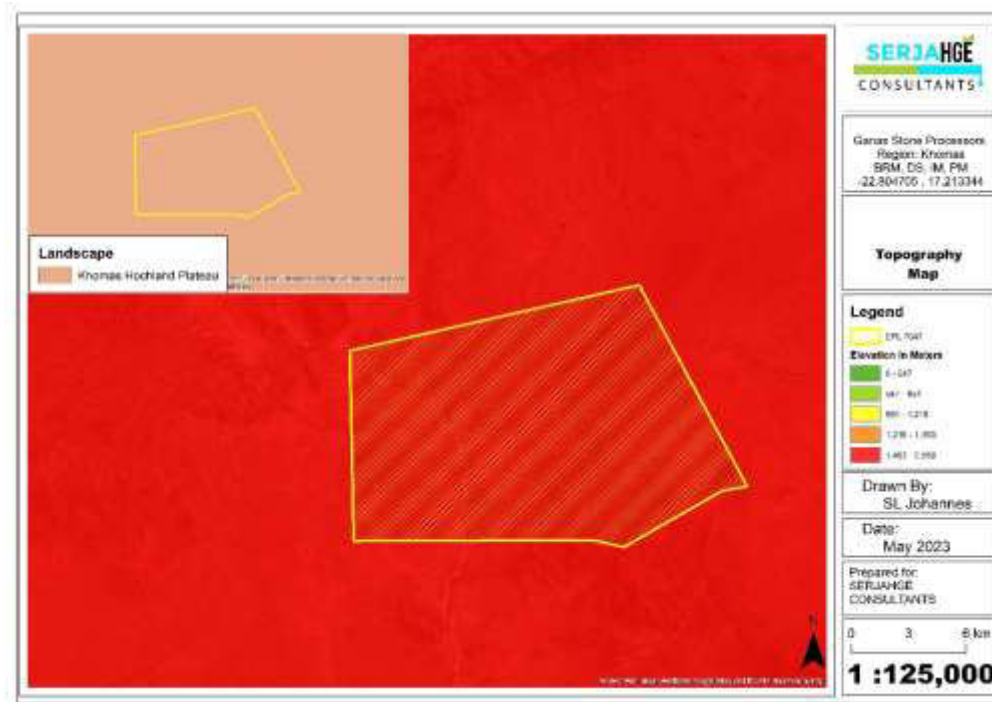 Landscape
Khomas Hochland Plateau
SERJAHGE
CONSULTANTS
Ganas Stone Processors
Region: Khomas
BRM, DS, IM, PM
-22.804705 , 17.213344
Topography
Map
Legend
EPL
Elevation in Meters
Drawn By:
SL Johannes
Date:
May 2023
Prepared for:
SERJAHGE
CONSULTANTS
N
0 3 6 km
1 :125,000